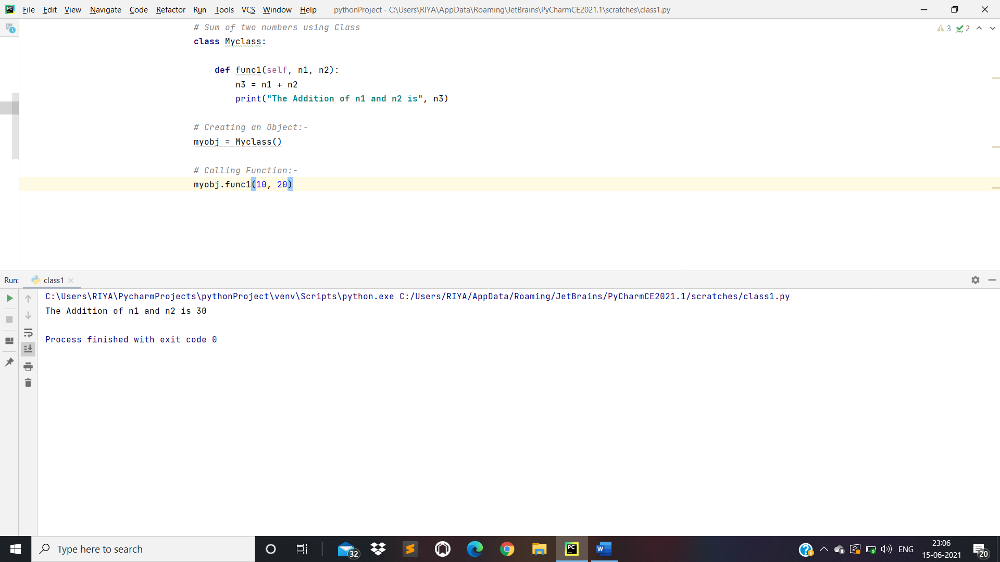 PC File Edit View Navigate Code Refactor Run Tools VCS Window Help pythonProject - C:\Users\RIYA\AppData\Roaming\JetBrains\PyCharmCE2021.1\scratches\class1.py
# Sum of two numbers using Class
3 2
class Myclass:
def func1(self, n1, n2):
n3 = n1 + n2
print("The Addition of n1 and n2 is", n3)
# Creating an Object:-
myobj = Myclass()
# Calling Function:-
myobj.func1(10, 20)
Run: class1
C:\Users\RIYA\PycharmProjects\pythonProject\venv\Scripts\python.exe C:/Users/RIYA/AppData/Roaming/JetBrains/PyCharmCE2021.1/scratches/class1.py
The Addition of n1 and n2 is 30
Process finished with exit code 0
Type here to search
32
PC
W
ENG
23:06
15-06-2021
20